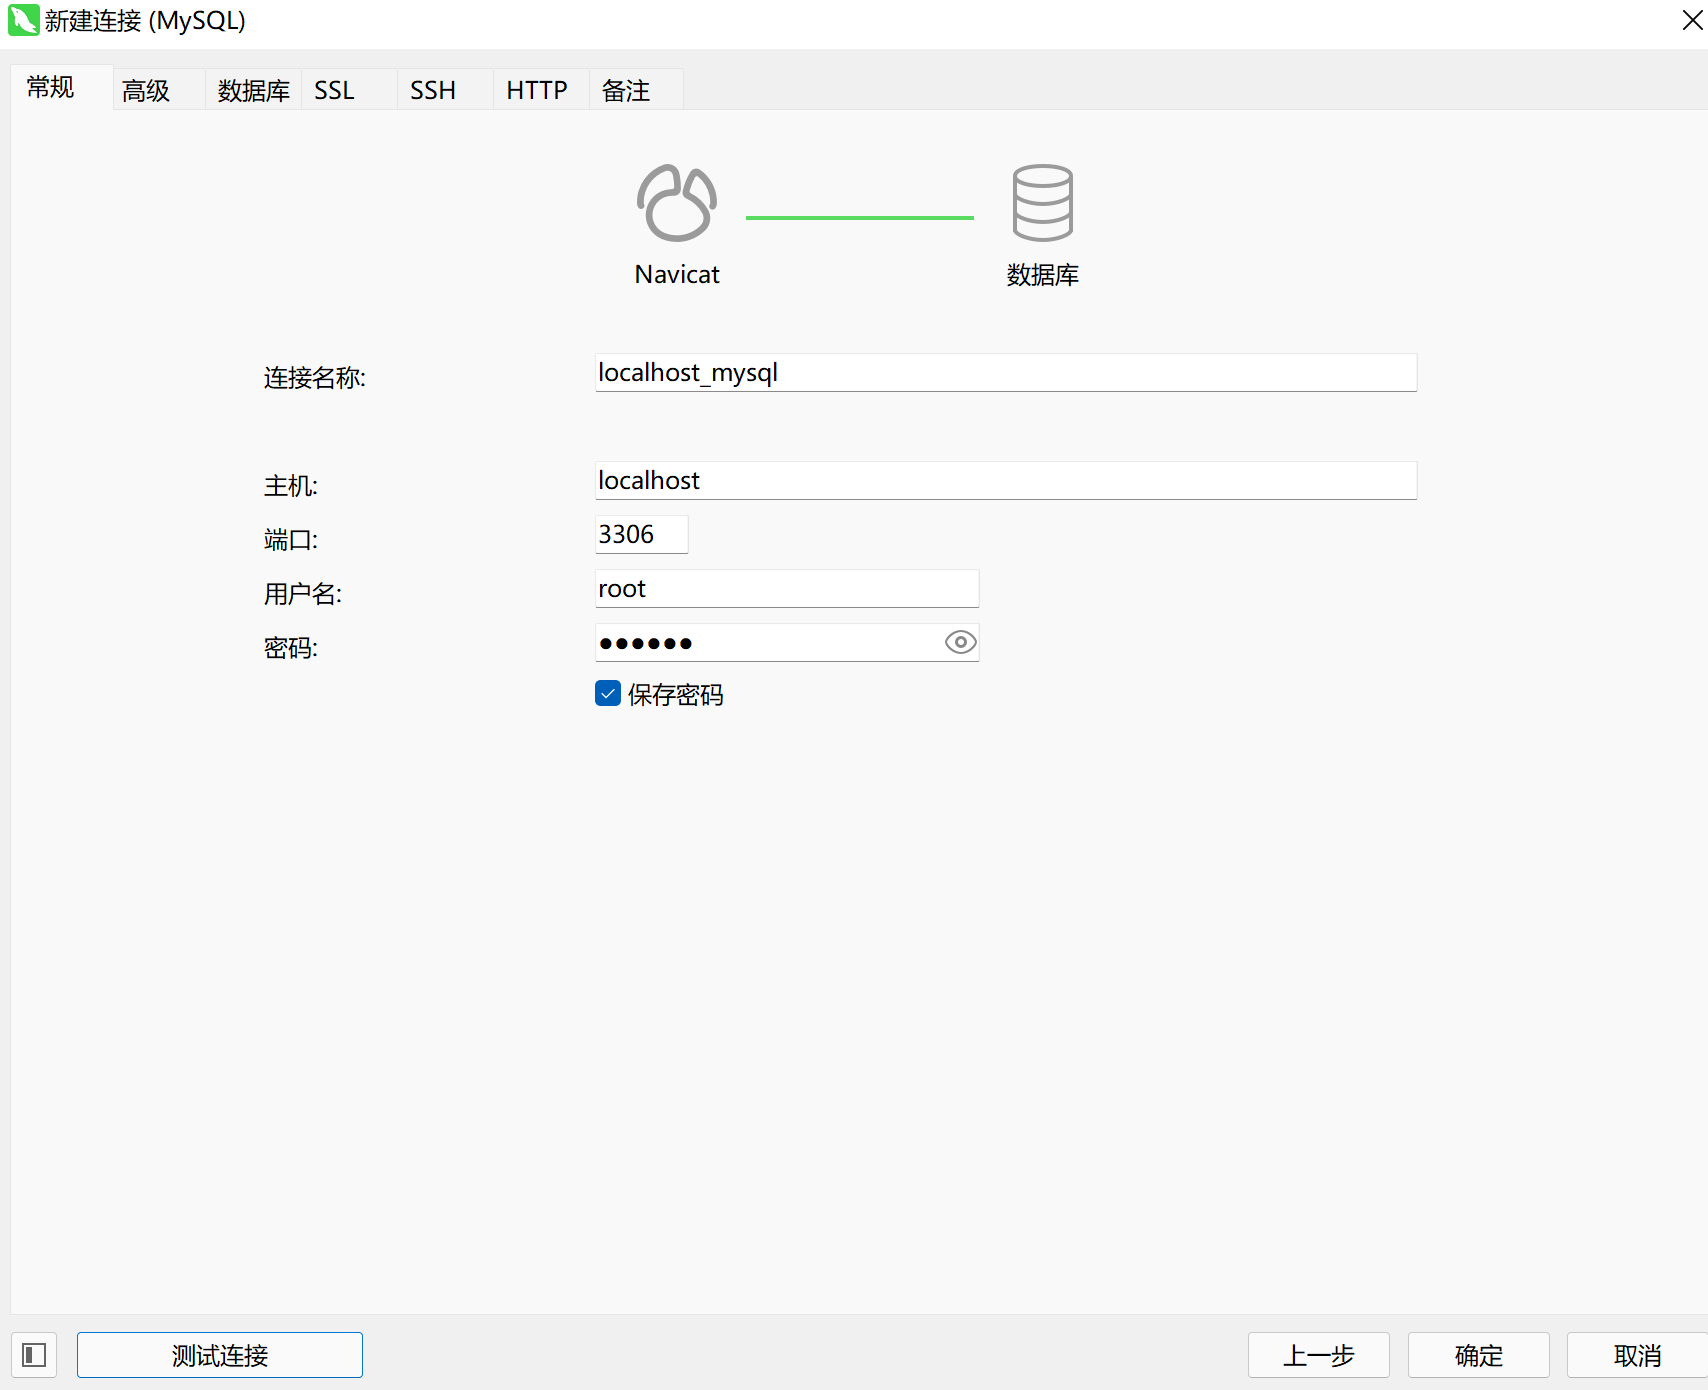 新建连接 (MySQL)
常规 高级 数据库 SSL SSH HTTP 备注
Navicat 数据库
连接名称: localhost_mysql
主机: localhost
端口: 3306
用户名: root
密码: ●●●●●●
保存密码
测试连接 上一步 确定 取消